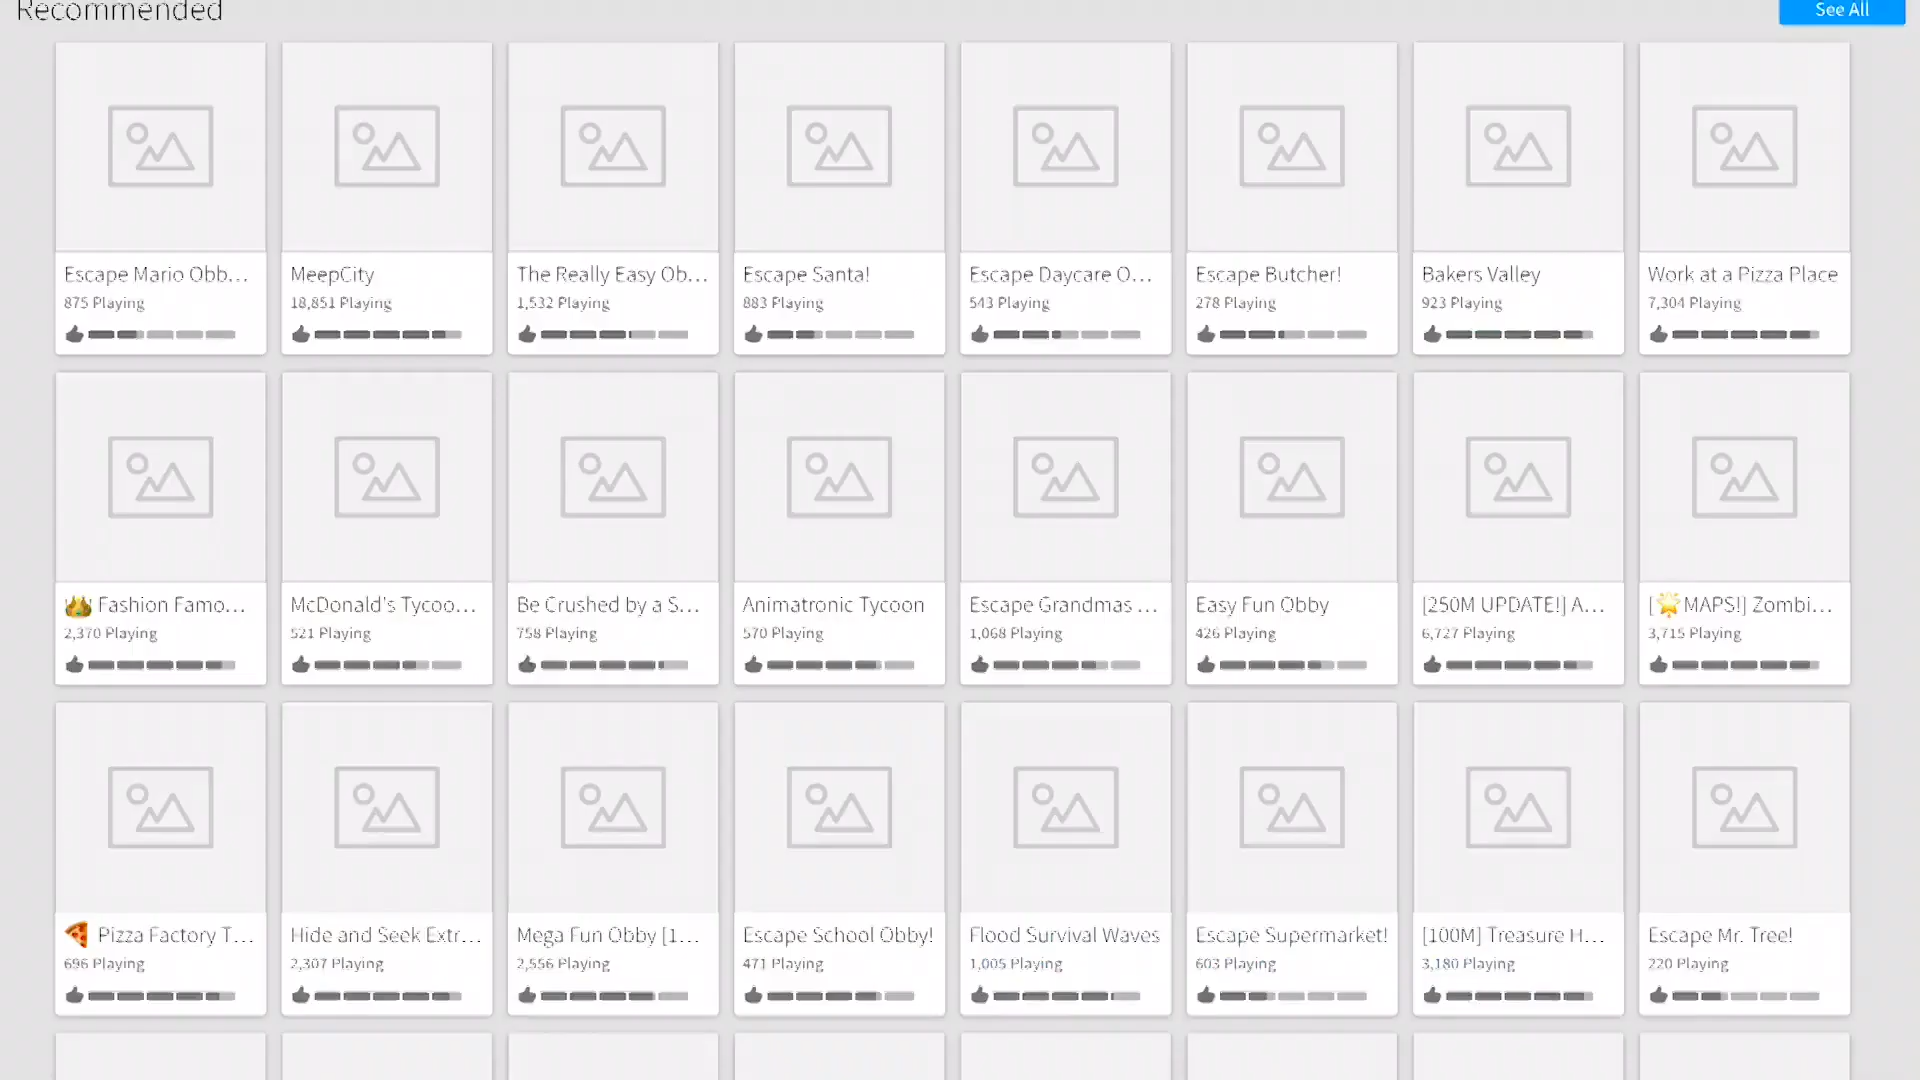 Recommended
See All
Escape Mario Obb...
875 Playing
MeepCity
18,851 Playing
The Really Easy Ob...
1,532 Playing
Escape Santa!
883 Playing
Escape Daycare O...
543 Playing
Escape Butcher!
278 Playing
Bakers Valley
923 Playing
Work at a Pizza Place
7,304 Playing
👑 Fashion Famo...
2,370 Playing
McDonald's Tycoo...
521 Playing
Be Crushed by a S...
758 Playing
Animatronic Tycoon
570 Playing
Escape Grandmas ...
1,068 Playing
Easy Fun Obby
426 Playing
[250M UPDATE!] A...
6,727 Playing
[🌟MAPS!] Zombi...
3,715 Playing
🍕 Pizza Factory T...
696 Playing
Hide and Seek Extr...
2,307 Playing
Mega Fun Obby [1...
2,556 Playing
Escape School Obby!
471 Playing
Flood Survival Waves
1,005 Playing
Escape Supermarket!
603 Playing
[100M] Treasure H...
3,180 Playing
Escape Mr. Tree!
220 Playing